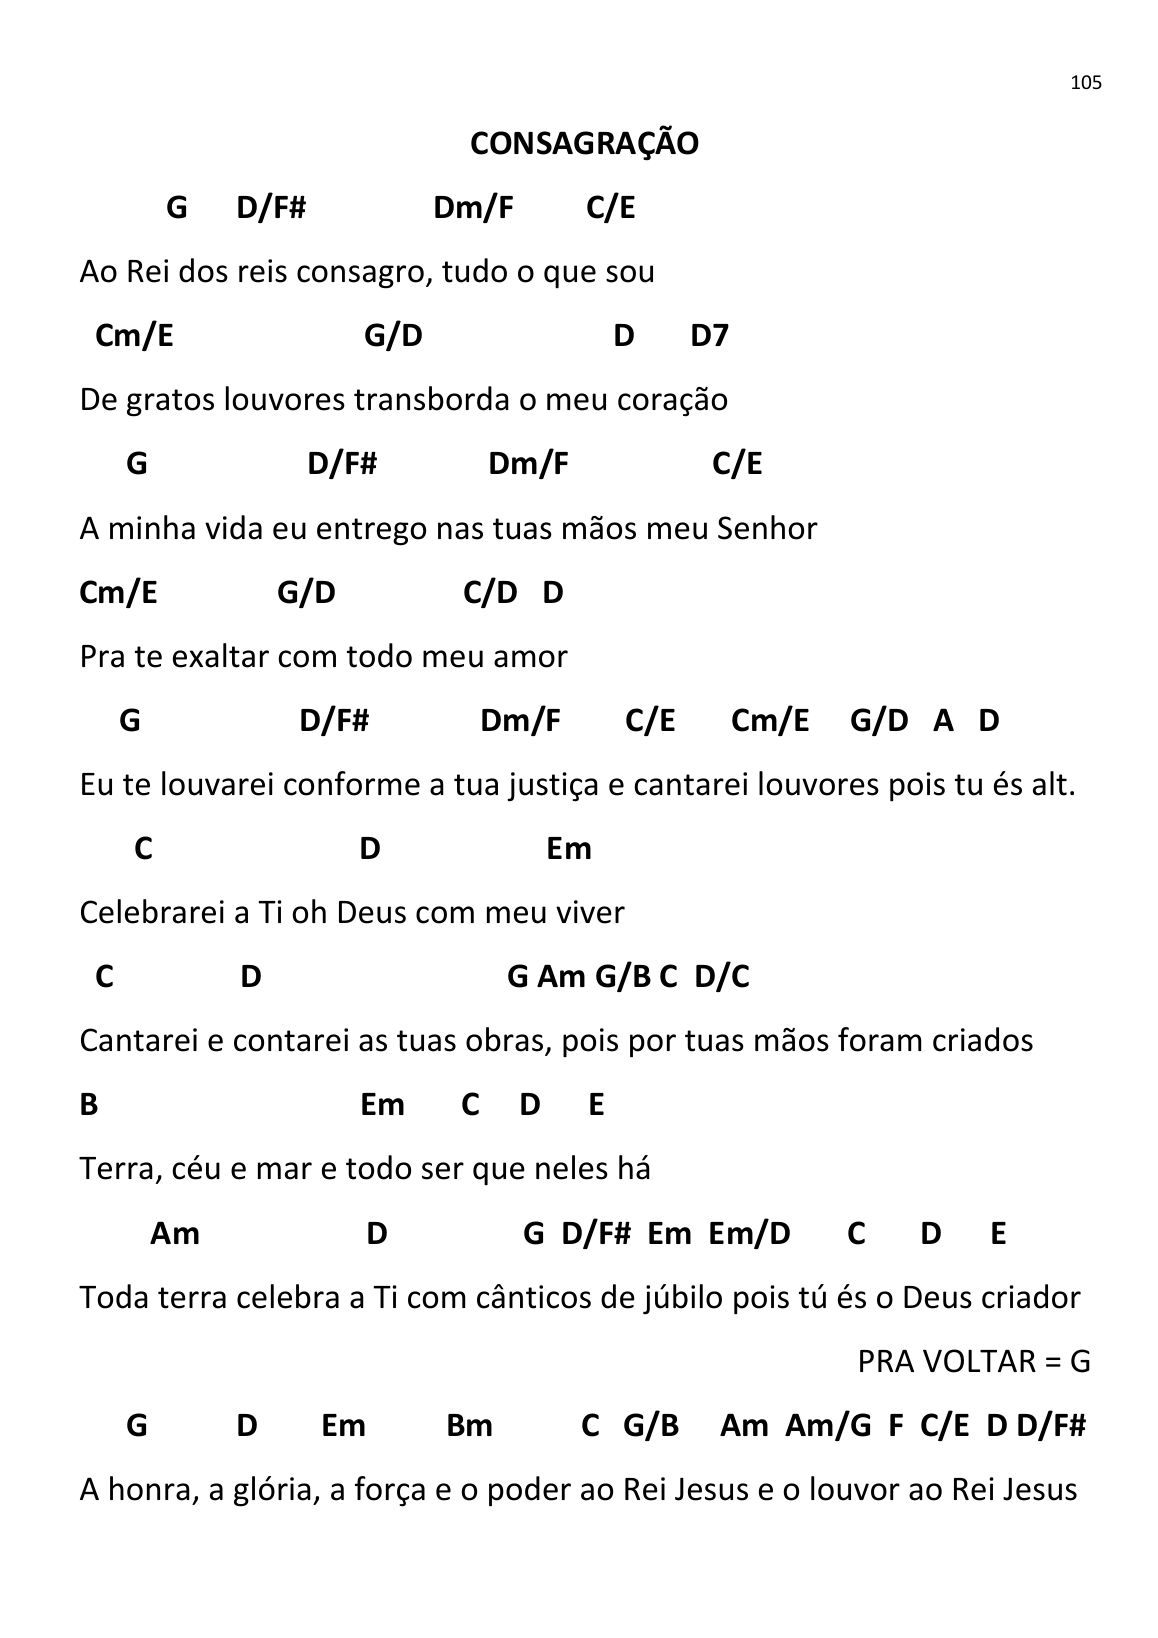 105
CONSAGRAÇÃO
G D/F# Dm/F C/E
Ao Rei dos reis consagro, tudo o que sou
Cm/E G/D D D7
De gratos louvores transborda o meu coração
G D/F# Dm/F C/E
A minha vida eu entrego nas tuas mãos meu Senhor
Cm/E G/D C/D D
Pra te exaltar com todo meu amor
G D/F# Dm/F C/E Cm/E G/D A D
Eu te louvarei conforme a tua justiça e cantarei louvores pois tu és alt.
C D Em
Celebrarei a Ti oh Deus com meu viver
C D G Am G/B C D/C
Cantarei e contarei as tuas obras, pois por tuas mãos foram criados
B Em C D E
Terra, céu e mar e todo ser que neles há
Am D G D/F# Em Em/D C D E
Toda terra celebra a Ti com cânticos de júbilo pois tú és o Deus criador
PRA VOLTAR = G
G D Em Bm C G/B Am Am/G F C/E D D/F#
A honra, a glória, a força e o poder ao Rei Jesus e o louvor ao Rei Jesus